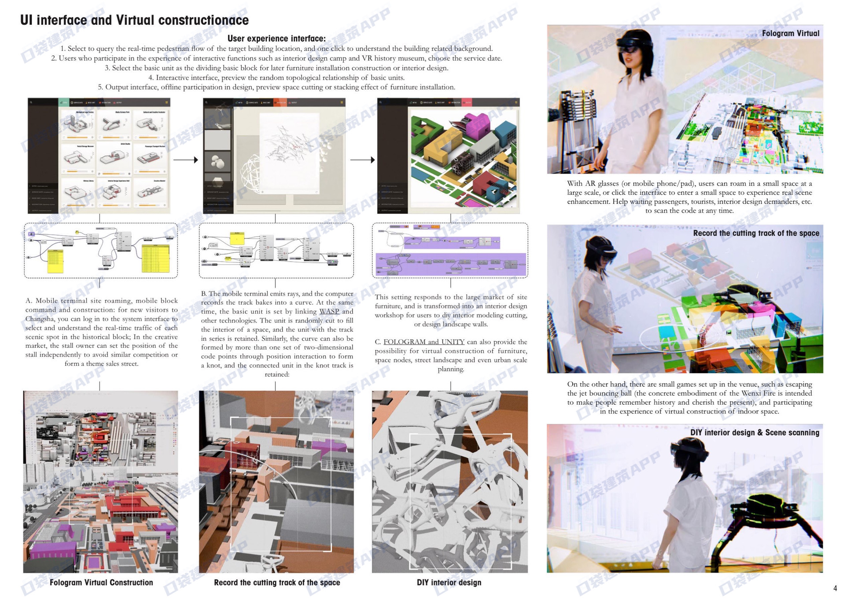 UI interface and Virtual constructionace
User experience interface:
1. Select to query the real-time pedestrian flow of the target building location, and one click to understand the building related background.
2. Users who participate in the experience of interactive functions such as interior design camp and VR history museum, choose the service date.
3. Select the basic unit as the dividing basic block for later furniture installation construction or interior design.
4. Interactive interface, preview the random topological relationship of basic units.
5. Output interface, offline participation in design, preview space cutting or stacking effect of furniture installation.
A. Mobile terminal site roaming, mobile block
command and construction: for new visitors to
Changsha, you can log in to the system interface to
select and understand the real-time traffic of each
scenic spot in the historical block; In the creative
market, the stall owner can set the position of the
stall independently to avoid similar competition or
form a theme sales street.
B. The mobile terminal emits rays, and the computer
records the track bakes into a curve. At the same
time, the basic unit is set by linking WASP and
other technologies. The unit is randomly cut to fill
the interior of a space, and the unit with the track
in series is retained. Similarly, the curve can also be
formed by more than one set of two-dimensional
code points through position interaction to form
a knot, and the connected unit in the knot track is
retained:
This setting responds to the large market of site
furniture, and is transformed into an interior design
workshop for users to diy interior modeling cutting,
or design landscape walls.
C. FOLOGRAM and UNITY can also provide the
possibility for virtual construction of furniture,
space nodes, street landscape and even urban scale
planning.
Fologram Virtual Construction
Record the cutting track of the space
DIY interior design
Fologram Virtual
With AR glasses (or mobile phone/pad), users can roam in a small space at a
large scale, or click the interface to enter a small space to experience real scene
enhancement. Help waiting passengers, tourists, interior design demanders, etc.
to scan the code at any time.
Record the cutting track of the space
On the other hand, there are small games set up in the venue, such as escaping
the jet bouncing ball (the concrete embodiment of the Wenxi Fire is intended
to make people remember history and cherish the present), and participating
in the experience of virtual construction of indoor space.
DIY interior design & Scene scanning
4
口袋建筑APP